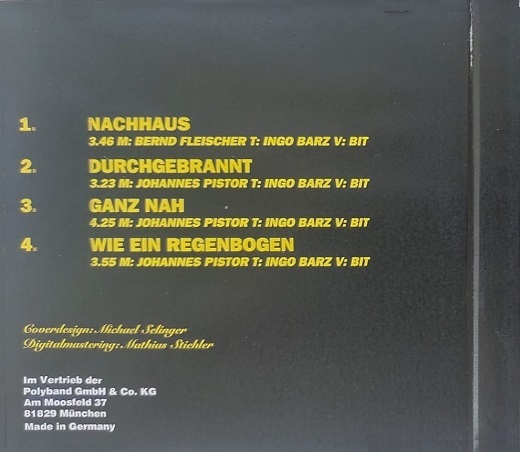 1. NACHHAUS
3.46 M: BERND FLEISCHER T: INGO BARZ V: BIT
2. DURCHGEBRANNT
3.23 M: JOHANNES PISTOR T: INGO BARZ V: BIT
3. GANZ NAH
4.25 M: JOHANNES PISTOR T: INGO BARZ V: BIT
4. WIE EIN REGENBOGEN
3.55 M: JOHANNES PISTOR T: INGO BARZ V: BIT
Coverdesign: Michael Selinger
Digitalmastering: Mathias Stiehler
Im Vertrieb der
Polyband GmbH & Co. KG
Am Moosfeld 37
81829 München
Made in Germany